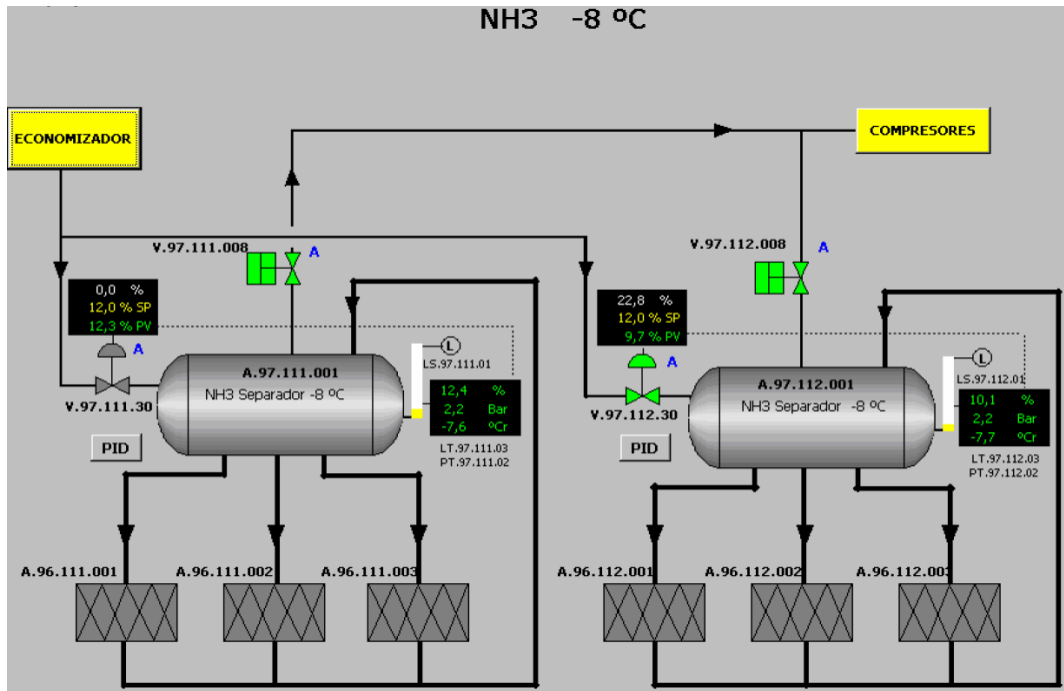 NH3 -8 ºC
ECONOMIZADOR
COMPRESORES
V.97.111.008
A
V.97.112.008
A
0,0 %
12,0 % SP
12,3 % PV
A
22,8 %
12,0 % SP
9,7 % PV
A
L
LS.97.111.01
L
LS.97.112.01
A.97.111.001
NH3 Separador -8 ºC
A.97.112.001
NH3 Separador -8 ºC
V.97.111.30
12,4 %
2,2 Bar
-7,6 ºCr
V.97.112.30
10,1 %
2,2 Bar
-7,7 ºCr
PID
LT.97.111.03
PT.97.111.02
PID
LT.97.112.03
PT.97.112.02
A.96.111.001
A.96.111.002
A.96.111.003
A.96.112.001
A.96.112.002
A.96.112.003